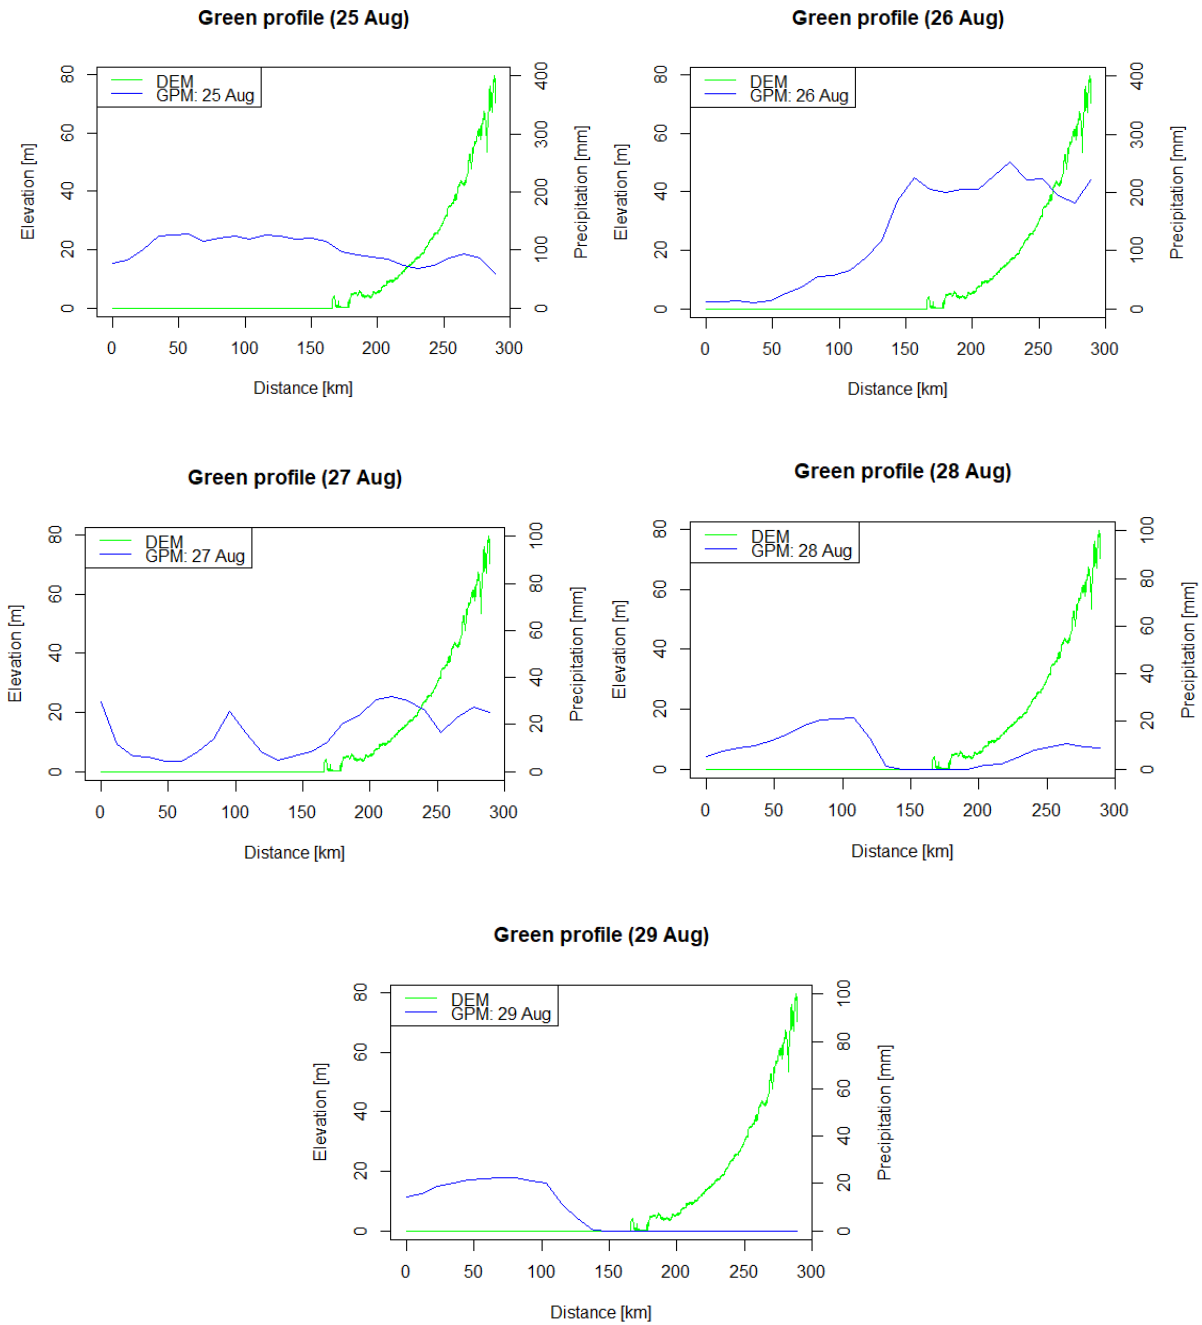 Green profile (25 Aug)
DEM
GPM: 25 Aug
Elevation [m]
0 20 40 60 80
Precipitation [mm]
0 100 200 300 400
0 50 100 150 200 250 300
Distance [km]
Green profile (26 Aug)
DEM
GPM: 26 Aug
Elevation [m]
0 20 40 60 80
Precipitation [mm]
0 100 200 300 400
0 50 100 150 200 250 300
Distance [km]
Green profile (27 Aug)
DEM
GPM: 27 Aug
Elevation [m]
0 20 40 60 80
Precipitation [mm]
0 20 40 60 80 100
0 50 100 150 200 250 300
Distance [km]
Green profile (28 Aug)
DEM
GPM: 28 Aug
Elevation [m]
0 20 40 60 80
Precipitation [mm]
0 20 40 60 80 100
0 50 100 150 200 250 300
Distance [km]
Green profile (29 Aug)
DEM
GPM: 29 Aug
Elevation [m]
0 20 40 60 80
Precipitation [mm]
0 20 40 60 80 100
0 50 100 150 200 250 300
Distance [km]